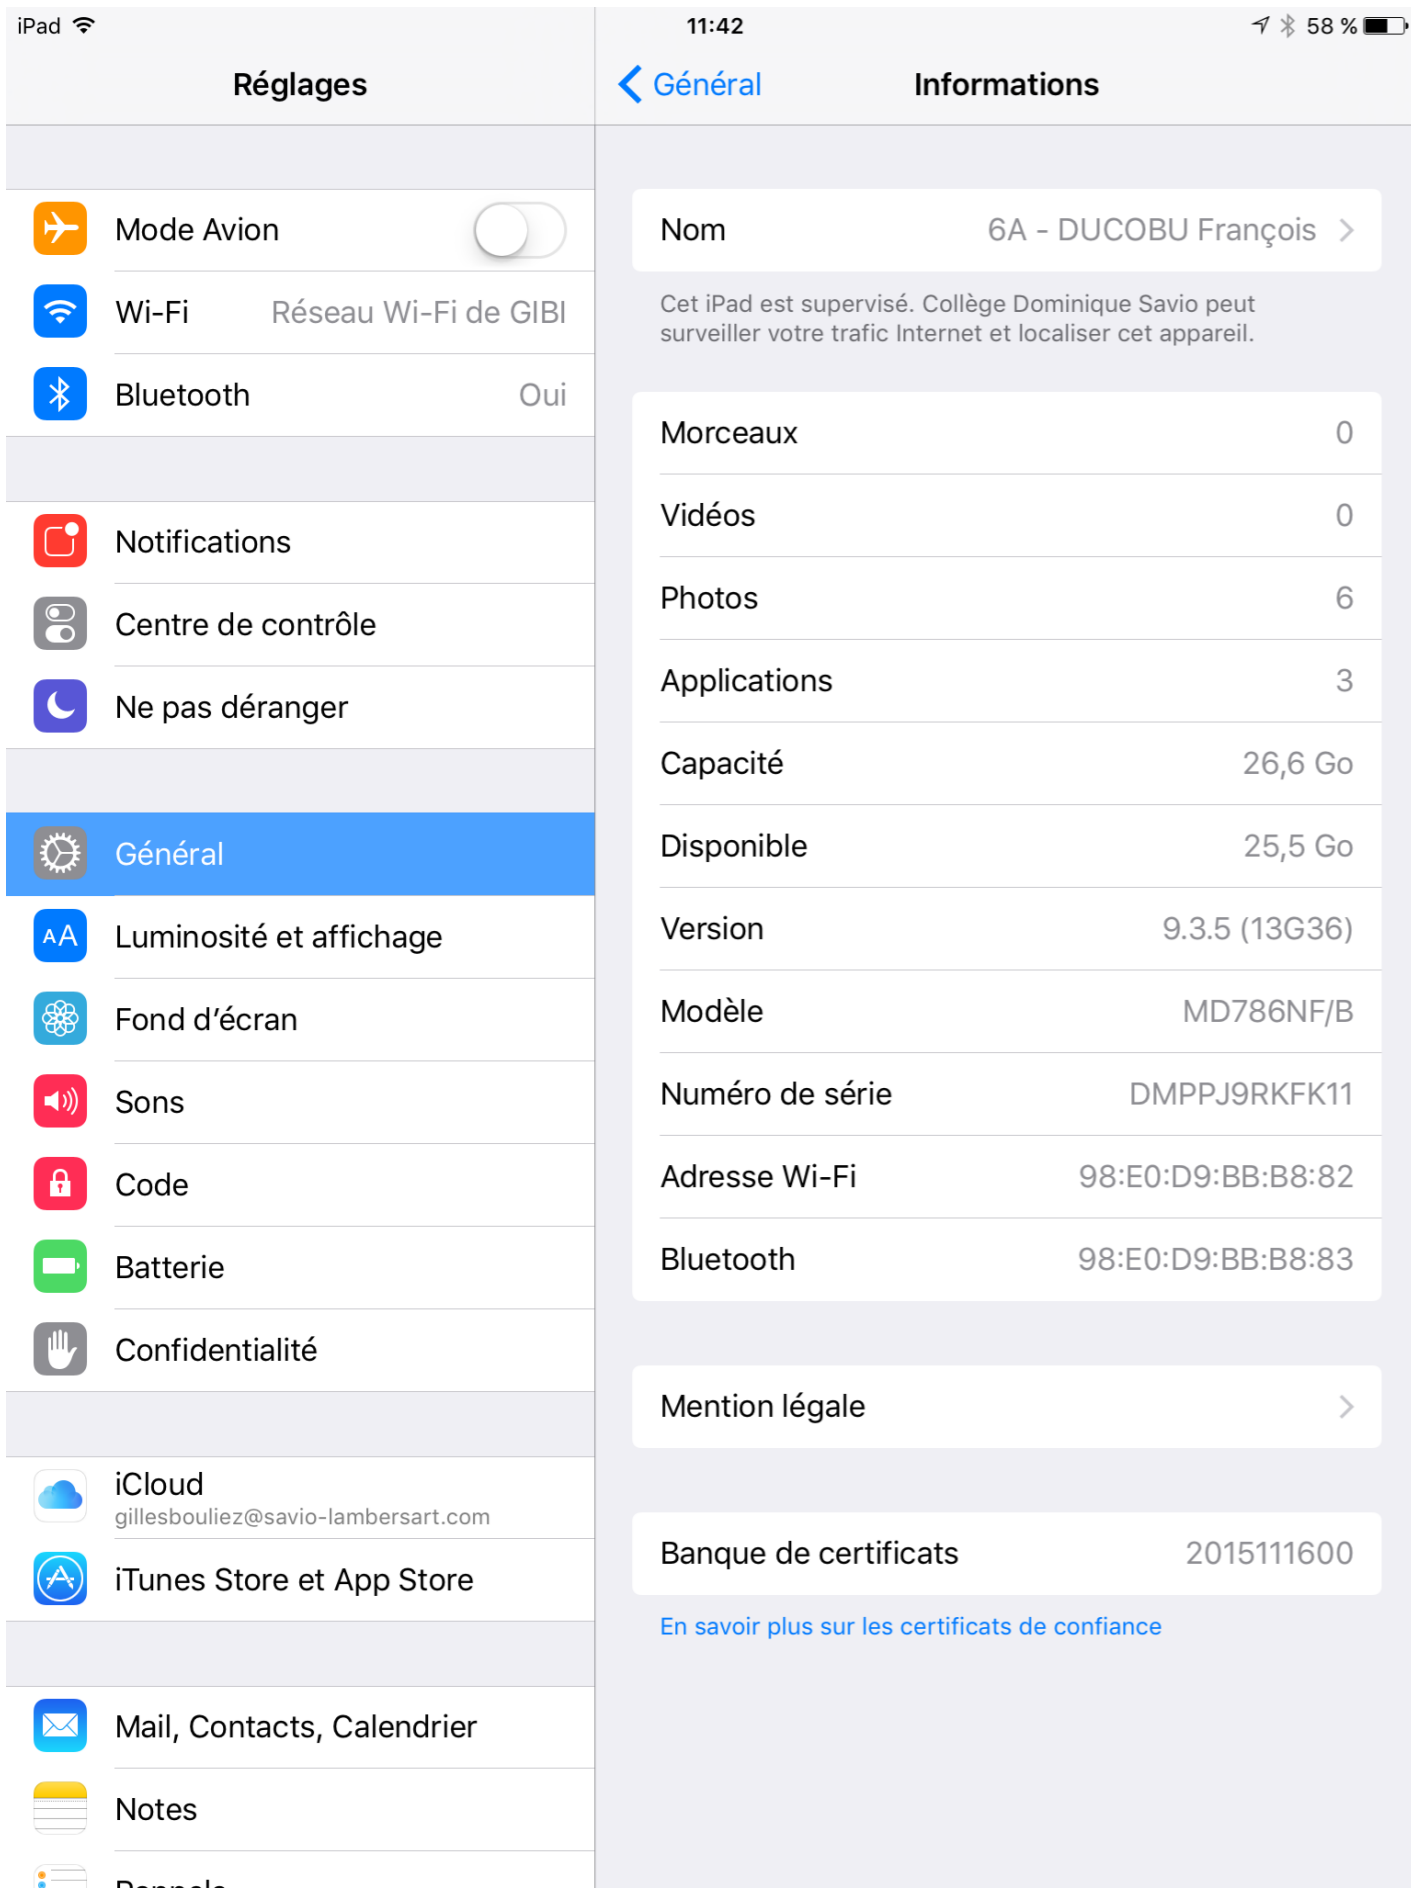 iPad
11:42
58 %
Réglages
Général
Informations
Mode Avion
Wi-Fi
Réseau Wi-Fi de GIBI
Bluetooth
Oui
Notifications
Centre de contrôle
Ne pas déranger
Général
AA
Luminosité et affichage
Fond d’écran
Sons
Code
Batterie
Confidentialité
iCloud
gillesbouliez@savio-lambersart.com
iTunes Store et App Store
Mail, Contacts, Calendrier
Notes
Nom
6A - DUCOBU François
Cet iPad est supervisé. Collège Dominique Savio peut
surveiller votre trafic Internet et localiser cet appareil.
Morceaux
0
Vidéos
0
Photos
6
Applications
3
Capacité
26,6 Go
Disponible
25,5 Go
Version
9.3.5 (13G36)
Modèle
MD786NF/B
Numéro de série
DMPPJ9RKFK11
Adresse Wi-Fi
98:E0:D9:BB:B8:82
Bluetooth
98:E0:D9:BB:B8:83
Mention légale
Banque de certificats
2015111600
En savoir plus sur les certificats de confiance